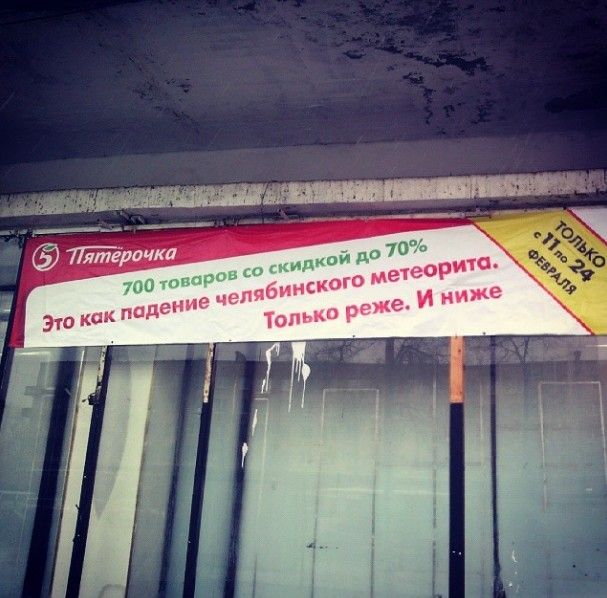 5 Пятёрочка
700 товаров со скидкой до 70%
Это как падение челябинского метеорита.
Только реже. И ниже
ТОЛЬКО
с 11 по 24
ФЕВРАЛЯ